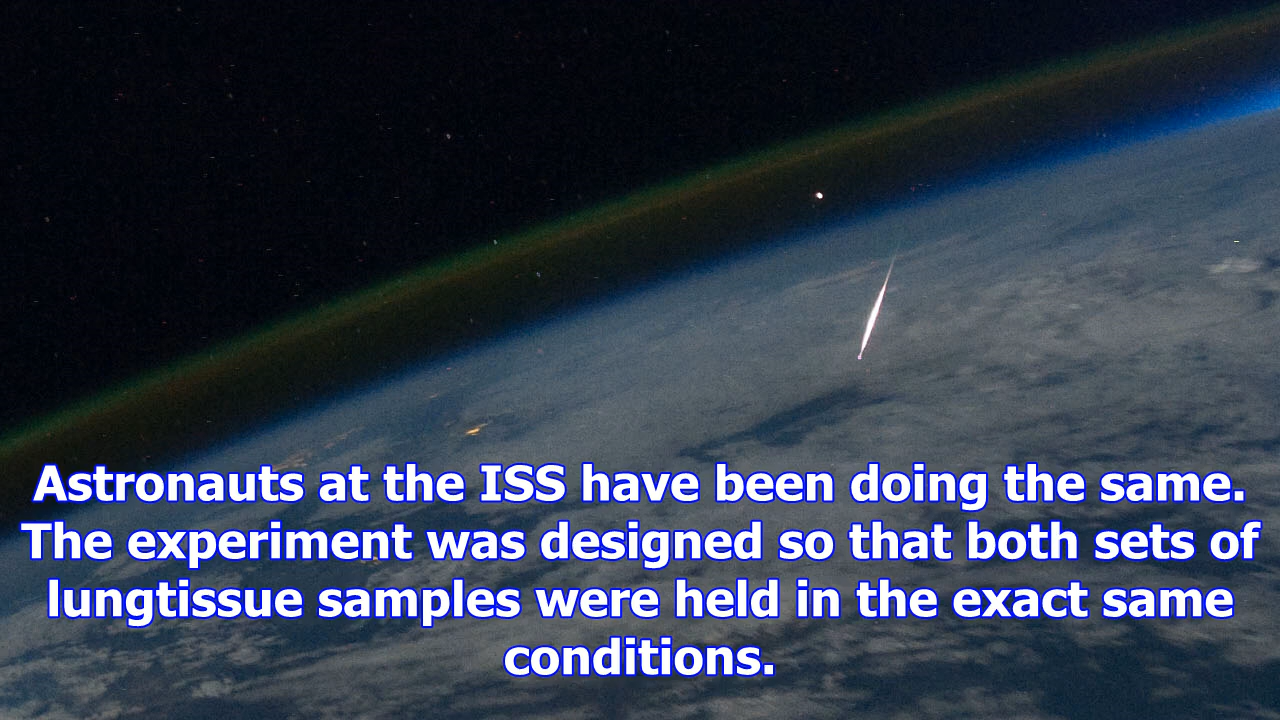 Astronauts at the ISS have been doing the same.
The experiment was designed so that both sets of
lungtissue samples were held in the exact same
conditions.